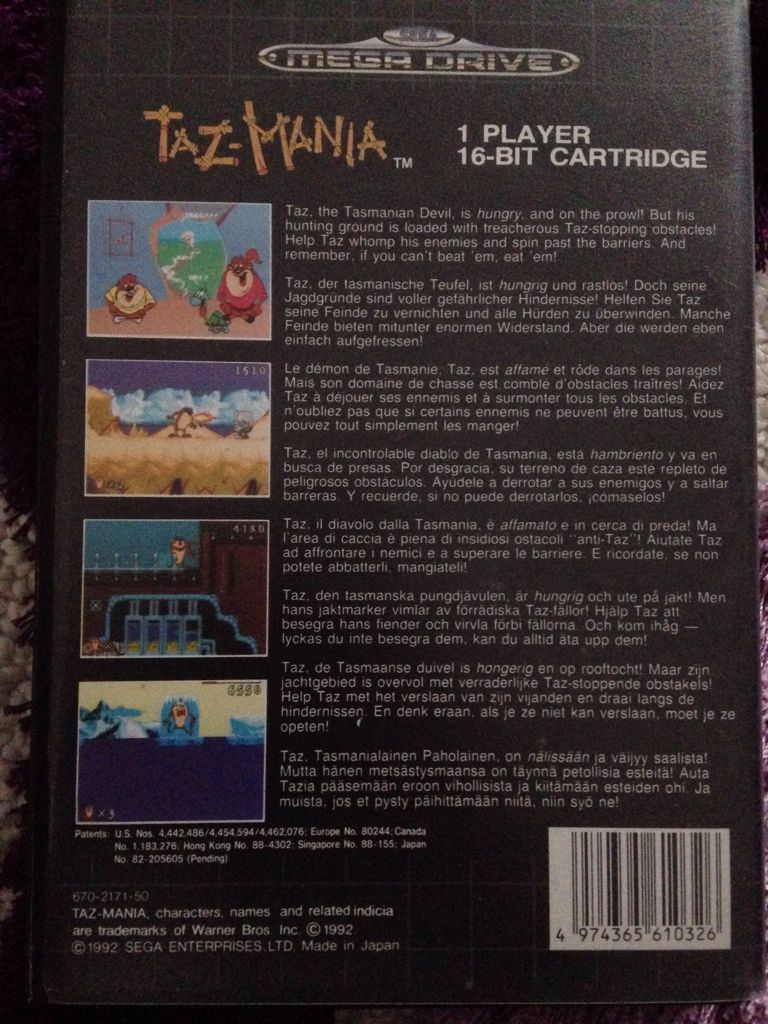 SEGA
MEGA DRIVE
TAZ-MANIA TM
1 PLAYER
16-BIT CARTRIDGE
Taz, the Tasmanian Devil, is hungry, and on the prowl! But his
hunting ground is loaded with treacherous Taz-stopping obstacles!
Help Taz whomp his enemies and spin past the barriers. And
remember, if you can't beat 'em, eat 'em!
Taz, der tasmanische Teufel, ist hungrig und rastlos! Doch seine
Jagdgründe sind voller gefährlicher Hindernisse! Helfen Sie Taz
seine Feinde zu vernichten und alle Hürden zu überwinden. Manche
Feinde bieten mitunter enormen Widerstand. Aber die werden eben
einfach aufgefressen!
Le démon de Tasmanie, Taz, est affamé et rôde dans les parages!
Mais son domaine de chasse est comblé d'obstacles traîtres! Aidez
Taz à déjouer ses ennemis et à surmonter tous les obstacles. Et
n'oubliez pas que si certains ennemis ne peuvent être battus, vous
pouvez tout simplement les manger!
Taz, el incontrolable diablo de Tasmania, está hambriento y va en
busca de presas. Por desgracia, su terreno de caza este repleto de
peligrosos obstáculos. Ayúdele a derrotar a sus enemigos y a saltar
barreras. Y recuerde, si no puede derrotarlos, ¡cómaselos!
Taz, il diavolo dalla Tasmania, è affamato e in cerca di preda! Ma
l'area di caccia è piena di insidiosi ostacoli "anti-Taz"! Aiutate Taz
ad affrontare i nemici e a superare le barriere. E ricordate, se non
potete abbatterli, mangiateli!
Taz, den tasmanska pungdjävulen, är hungrig och ute på jakt! Men
hans jaktmarker vimlar av förrädiska Taz-fällor! Hjälp Taz att
besegra hans fiender och virvla förbi fällorna. Och kom ihåg —
lyckas du inte besegra dem, kan du alltid äta upp dem!
Taz, de Tasmaanse duivel is hongerig en op rooftocht! Maar zijn
jachtgebied is overvol met verraderlijke Taz-stoppende obstakels!
Help Taz met het verslaan van zijn vijanden en draai langs de
hindernissen. En denk eraan, als je ze niet kan verslaan, moet je ze
opeten!
Taz, Tasmanialainen Paholainen, on nälissään ja väijyy saalista!
Mutta hänen metsästysmaansa on täynnä petollisia esteitä! Auta
Tazia pääsemään eroon vihollisista ja kiitämään esteiden ohi. Ja
muista, jos et pysty päihittämään niitä, niin syö ne!
1510
4180
6550
x3
Patents: U.S. Nos. 4,442,486/4,454,594/4,462,076; Europe No. 80244; Canada
No. 1,183,276; Hong Kong No. 88-4302; Singapore No. 88-155; Japan
No. 82-205605 (Pending)
670-2171-50
TAZ-MANIA, characters, names and related indicia
are trademarks of Warner Bros. Inc. © 1992.
© 1992 SEGA ENTERPRISES, LTD. Made in Japan
4 974365 610326